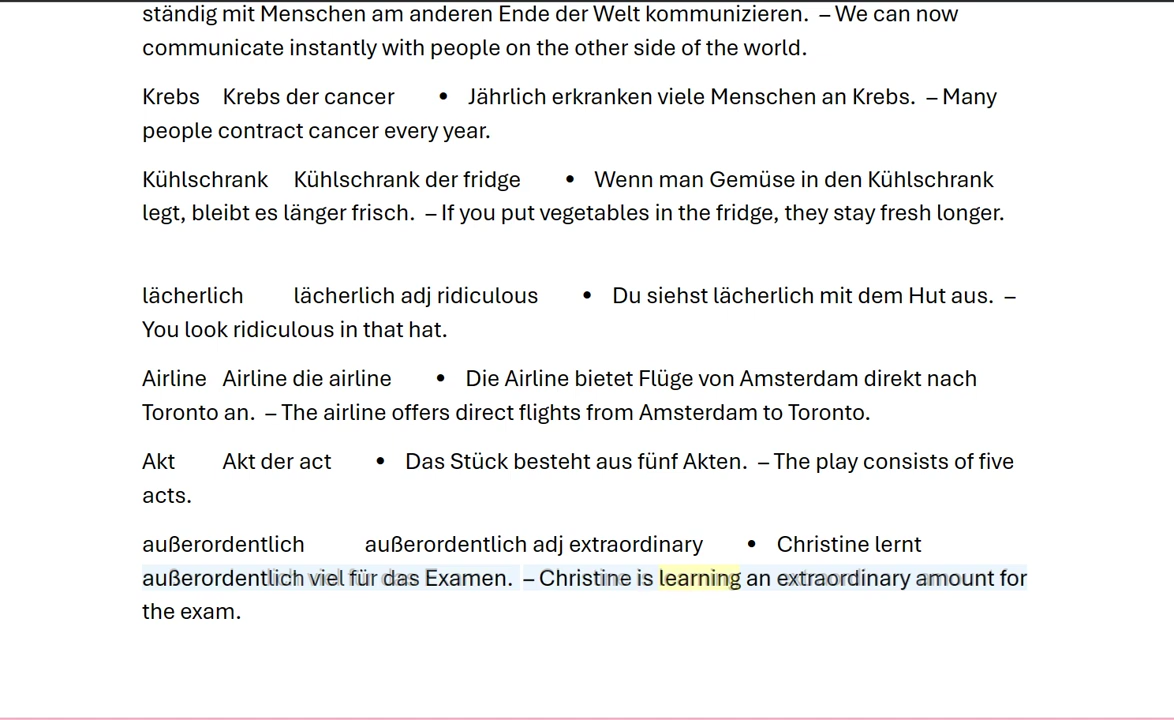 ständig mit Menschen am anderen Ende der Welt kommunizieren. – We can now
communicate instantly with people on the other side of the world.
Krebs Krebs der cancer • Jährlich erkranken viele Menschen an Krebs. – Many
people contract cancer every year.
Kühlschrank Kühlschrank der fridge • Wenn man Gemüse in den Kühlschrank
legt, bleibt es länger frisch. – If you put vegetables in the fridge, they stay fresh longer.
lächerlich lächerlich adj ridiculous • Du siehst lächerlich mit dem Hut aus. –
You look ridiculous in that hat.
Airline Airline die airline • Die Airline bietet Flüge von Amsterdam direkt nach
Toronto an. – The airline offers direct flights from Amsterdam to Toronto.
Akt Akt der act • Das Stück besteht aus fünf Akten. – The play consists of five
acts.
außerordentlich außerordentlich adj extraordinary • Christine lernt
außerordentlich viel für das Examen. – Christine is learning an extraordinary amount for
the exam.